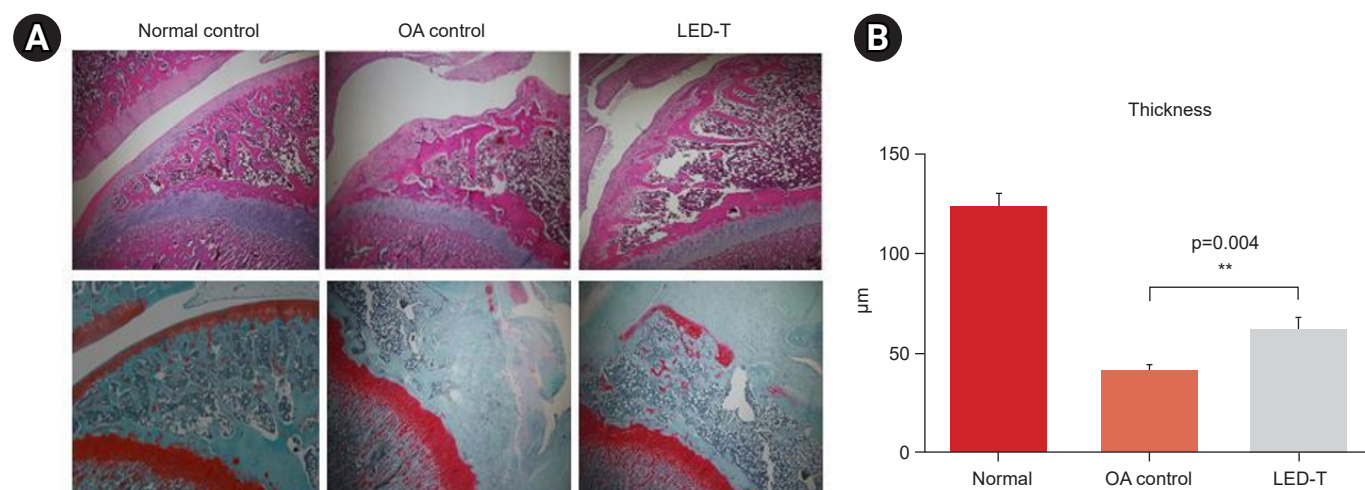 A
Normal control
OA control
LED-T
B
Thickness
150
100
50
0
μm
p=0.004
**
Normal
OA control
LED-T